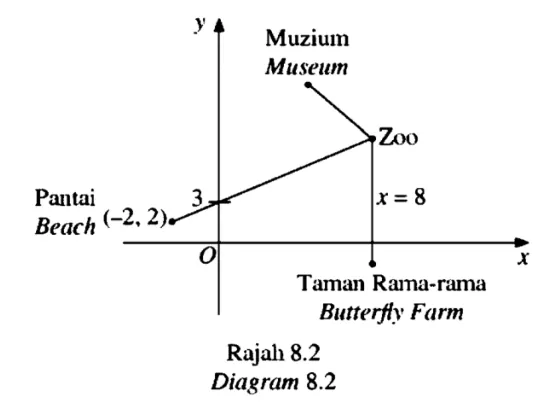 y
Muzium
Museum
Zoo
Pantai
Beach
(–2, 2)
3
x = 8
O
x
Taman Rama-rama
Butterfly Farm
Rajah 8.2
Diagram 8.2